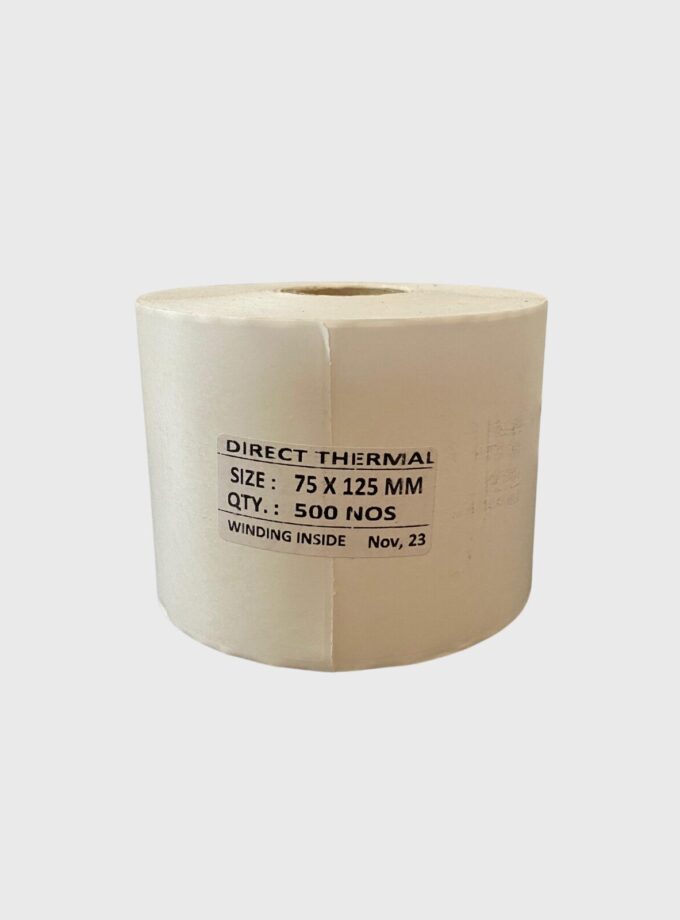 DIRECT THERMAL
SIZE : 75 X 125 MM
QTY. : 500 NOS
WINDING INSIDE Nov, 23